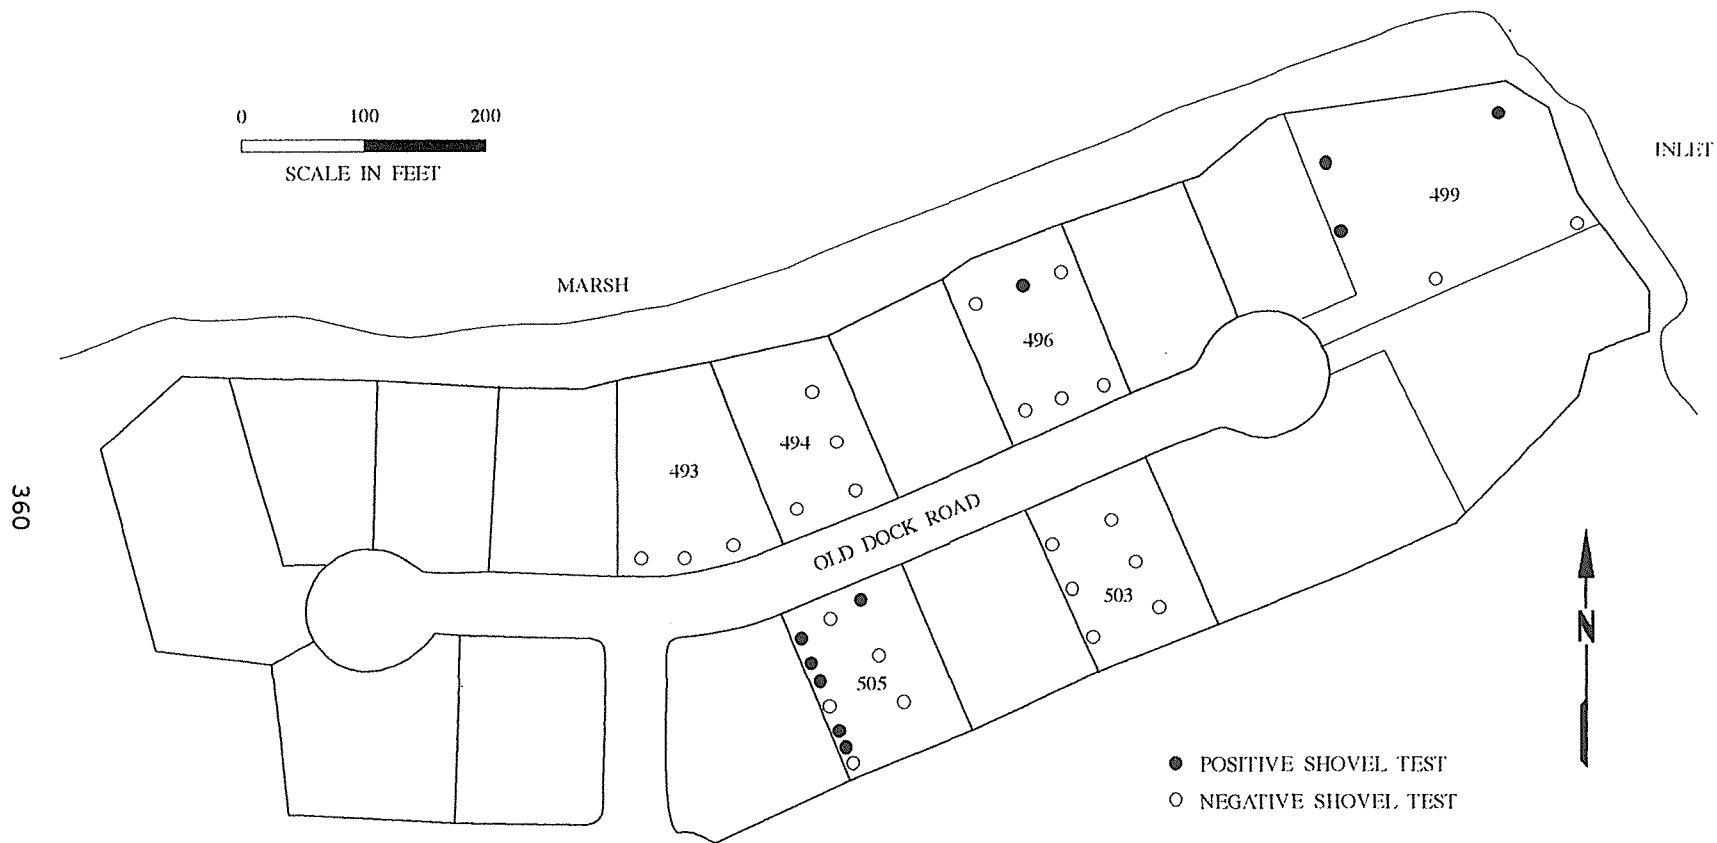 0 100 200
SCALE IN FEET
INLET
499
MARSH
496
494
493
360
OLD DOCK ROAD
503
505
N
POSITIVE SHOVEL TEST
NEGATIVE SHOVEL TEST